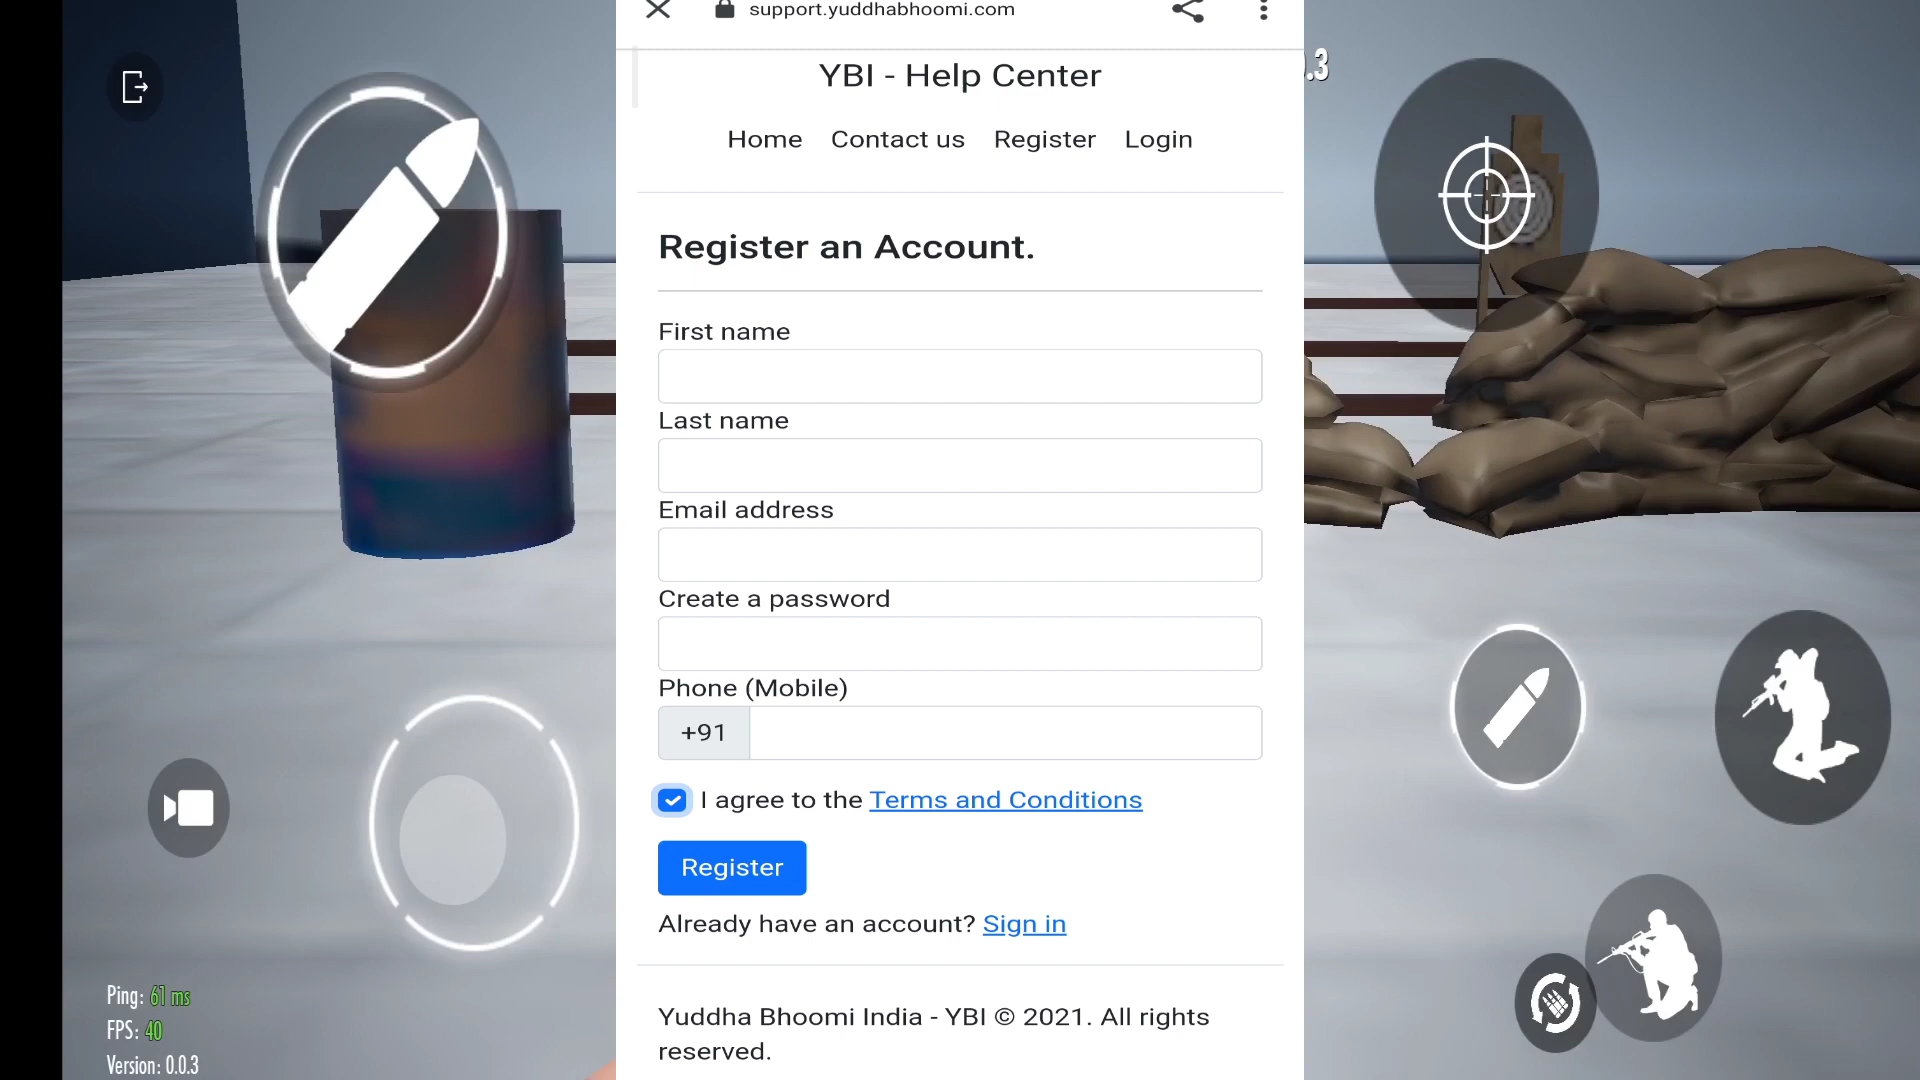 support.yuddhabhoomi.com
YBI - Help Center
Home Contact us Register Login
Register an Account.
First name
Last name
Email address
Create a password
Phone (Mobile)
+91
I agree to the Terms and Conditions
Register
Already have an account? Sign in
Yuddha Bhoomi India - YBI © 2021. All rights
reserved.
.3
Ping: 61 ms
FPS: 40
Version: 0.0.3